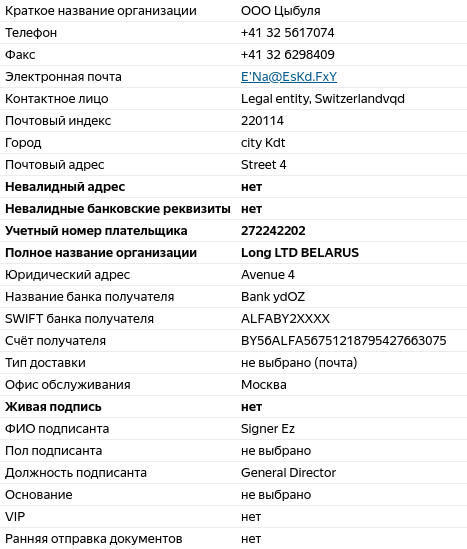 Краткое название организации ООО Цыбуля
Телефон +41 32 5617074
Факс +41 32 6298409
Электронная почта E'Na@EsKd.FxY
Контактное лицо Legal entity, Switzerlandvqd
Почтовый индекс 220114
Город city Kdt
Почтовый адрес Street 4
Невалидный адрес нет
Невалидные банковские реквизиты нет
Учетный номер плательщика 272242202
Полное название организации Long LTD BELARUS
Юридический адрес Avenue 4
Название банка получателя Bank ydOZ
SWIFT банка получателя ALFABY2XXXX
Счёт получателя BY56ALFA56751218795427663075
Тип доставки не выбрано (почта)
Офис обслуживания Москва
Живая подпись нет
ФИО подписанта Signer Ez
Пол подписанта не выбрано
Должность подписанта General Director
Основание не выбрано
VIP нет
Ранняя отправка документов нет